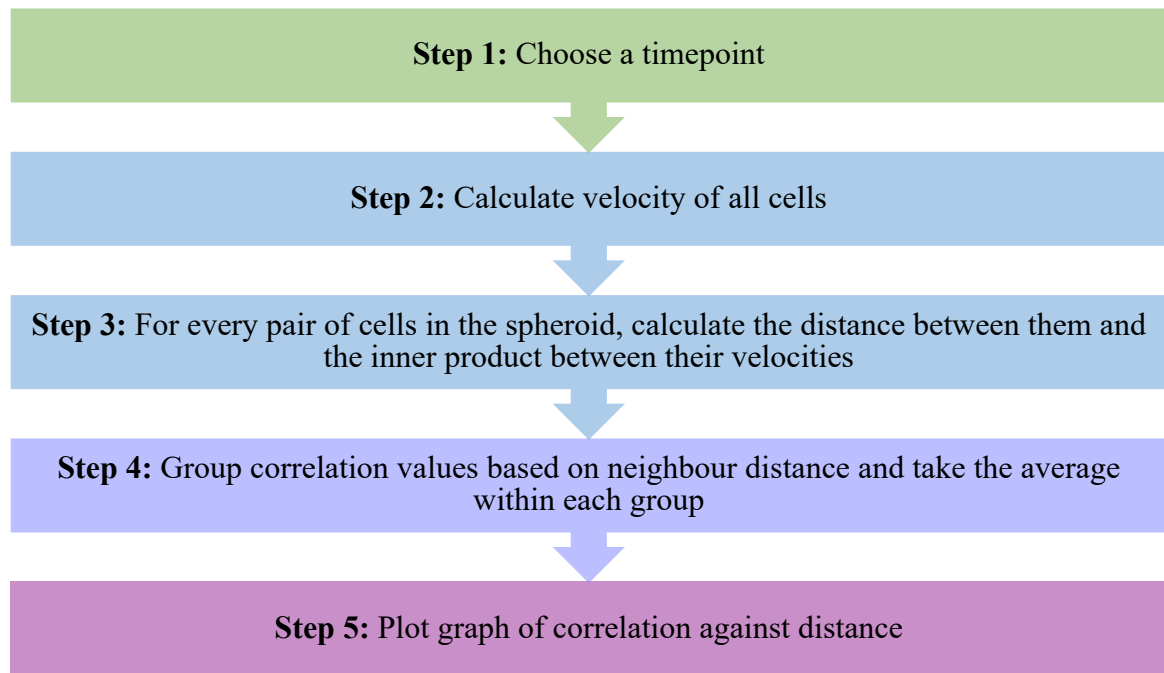 Step 1: Choose a timepoint
Step 2: Calculate velocity of all cells
Step 3: For every pair of cells in the spheroid, calculate the distance between them and
the inner product between their velocities
Step 4: Group correlation values based on neighbour distance and take the average
within each group
Step 5: Plot graph of correlation against distance